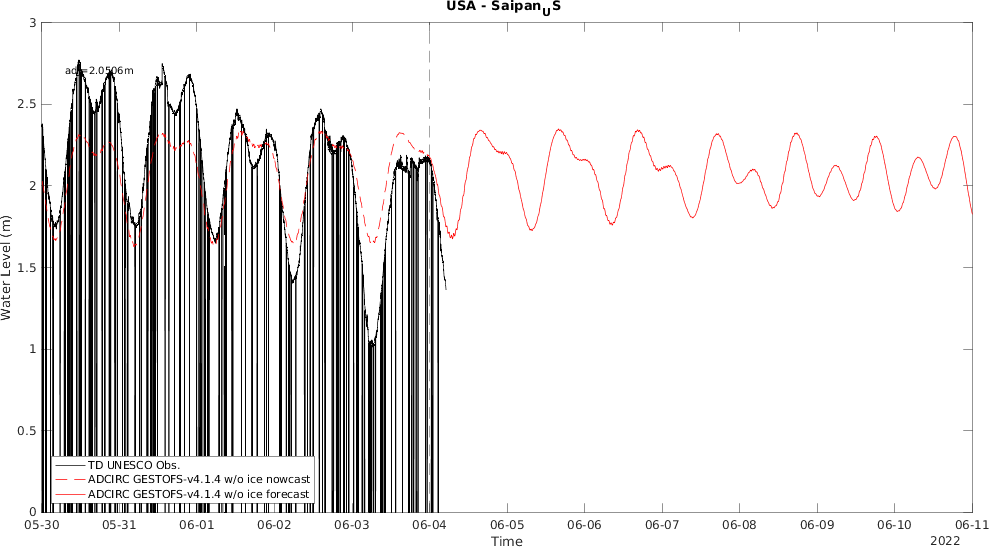 USA - Saipan_US
3
2.5
2
1.5
1
0.5
0
Water Level (m)
adj=2.0506m
TD UNESCO Obs.
ADCIRC GESTOFS-v4.1.4 w/o ice nowcast
ADCIRC GESTOFS-v4.1.4 w/o ice forecast
05-30 05-31 06-01 06-02 06-03 06-04 06-05 06-06 06-07 06-08 06-09 06-10 06-11
Time
2022